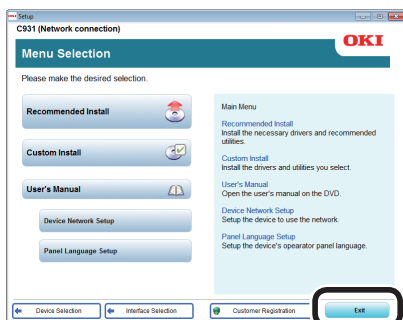 OKI Setup
C931 (Network connection)
OKI
Menu Selection
Please make the desired selection.
Recommended Install
Custom Install
User's Manual
Device Network Setup
Panel Language Setup
Main Menu
Recommended Install
Install the necessary drivers and recommended
utilities.
Custom Install
Install the drivers and utilities you select.
User's Manual
Open the user's manual on the DVD.
Device Network Setup
Setup the device to use the network.
Panel Language Setup
Setup the device's opearator panel language.
Device Selection
Interface Selection
Customer Registration
Exit